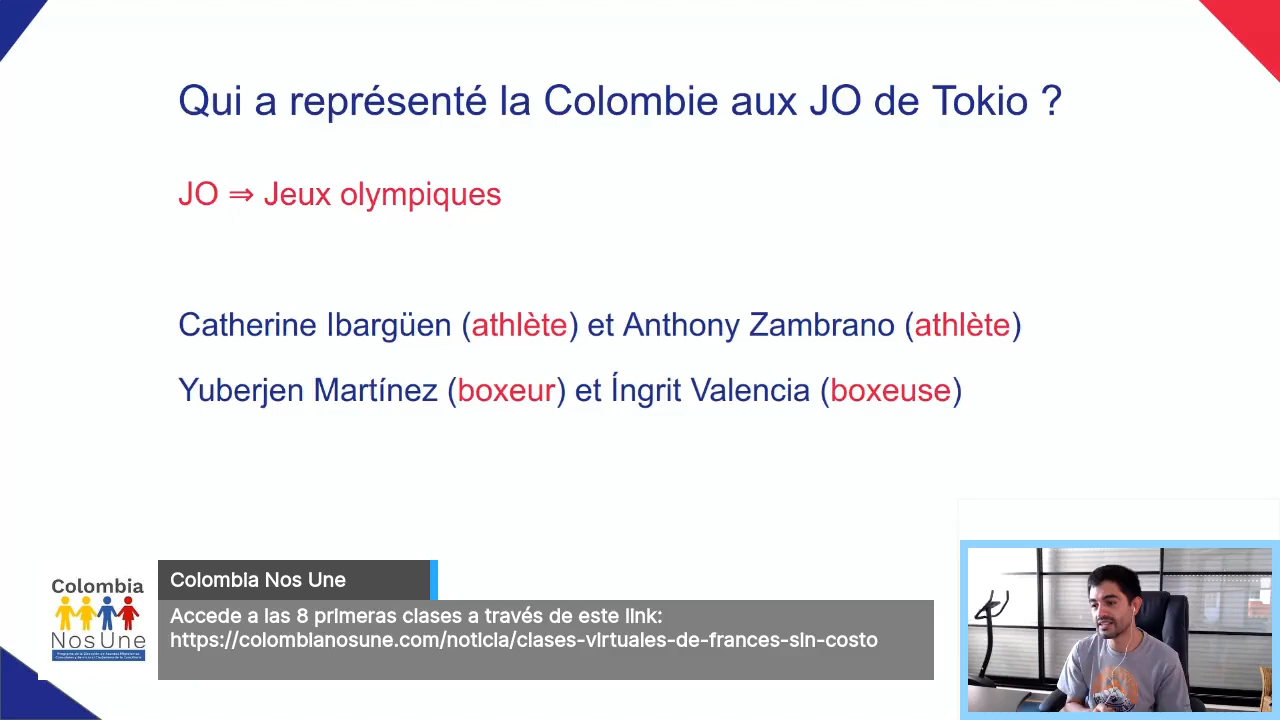 Qui a représenté la Colombie aux JO de Tokio ?
JO ⇒ Jeux olympiques
Catherine Ibargüen (athlète) et Anthony Zambrano (athlète)
Yuberjen Martínez (boxeur) et Íngrit Valencia (boxeuse)
Colombia
Nos Une
Colombia Nos Une
Accede a las 8 primeras clases a través de este link:
https://colombianosune.com/noticia/clases-virtuales-de-frances-sin-costo